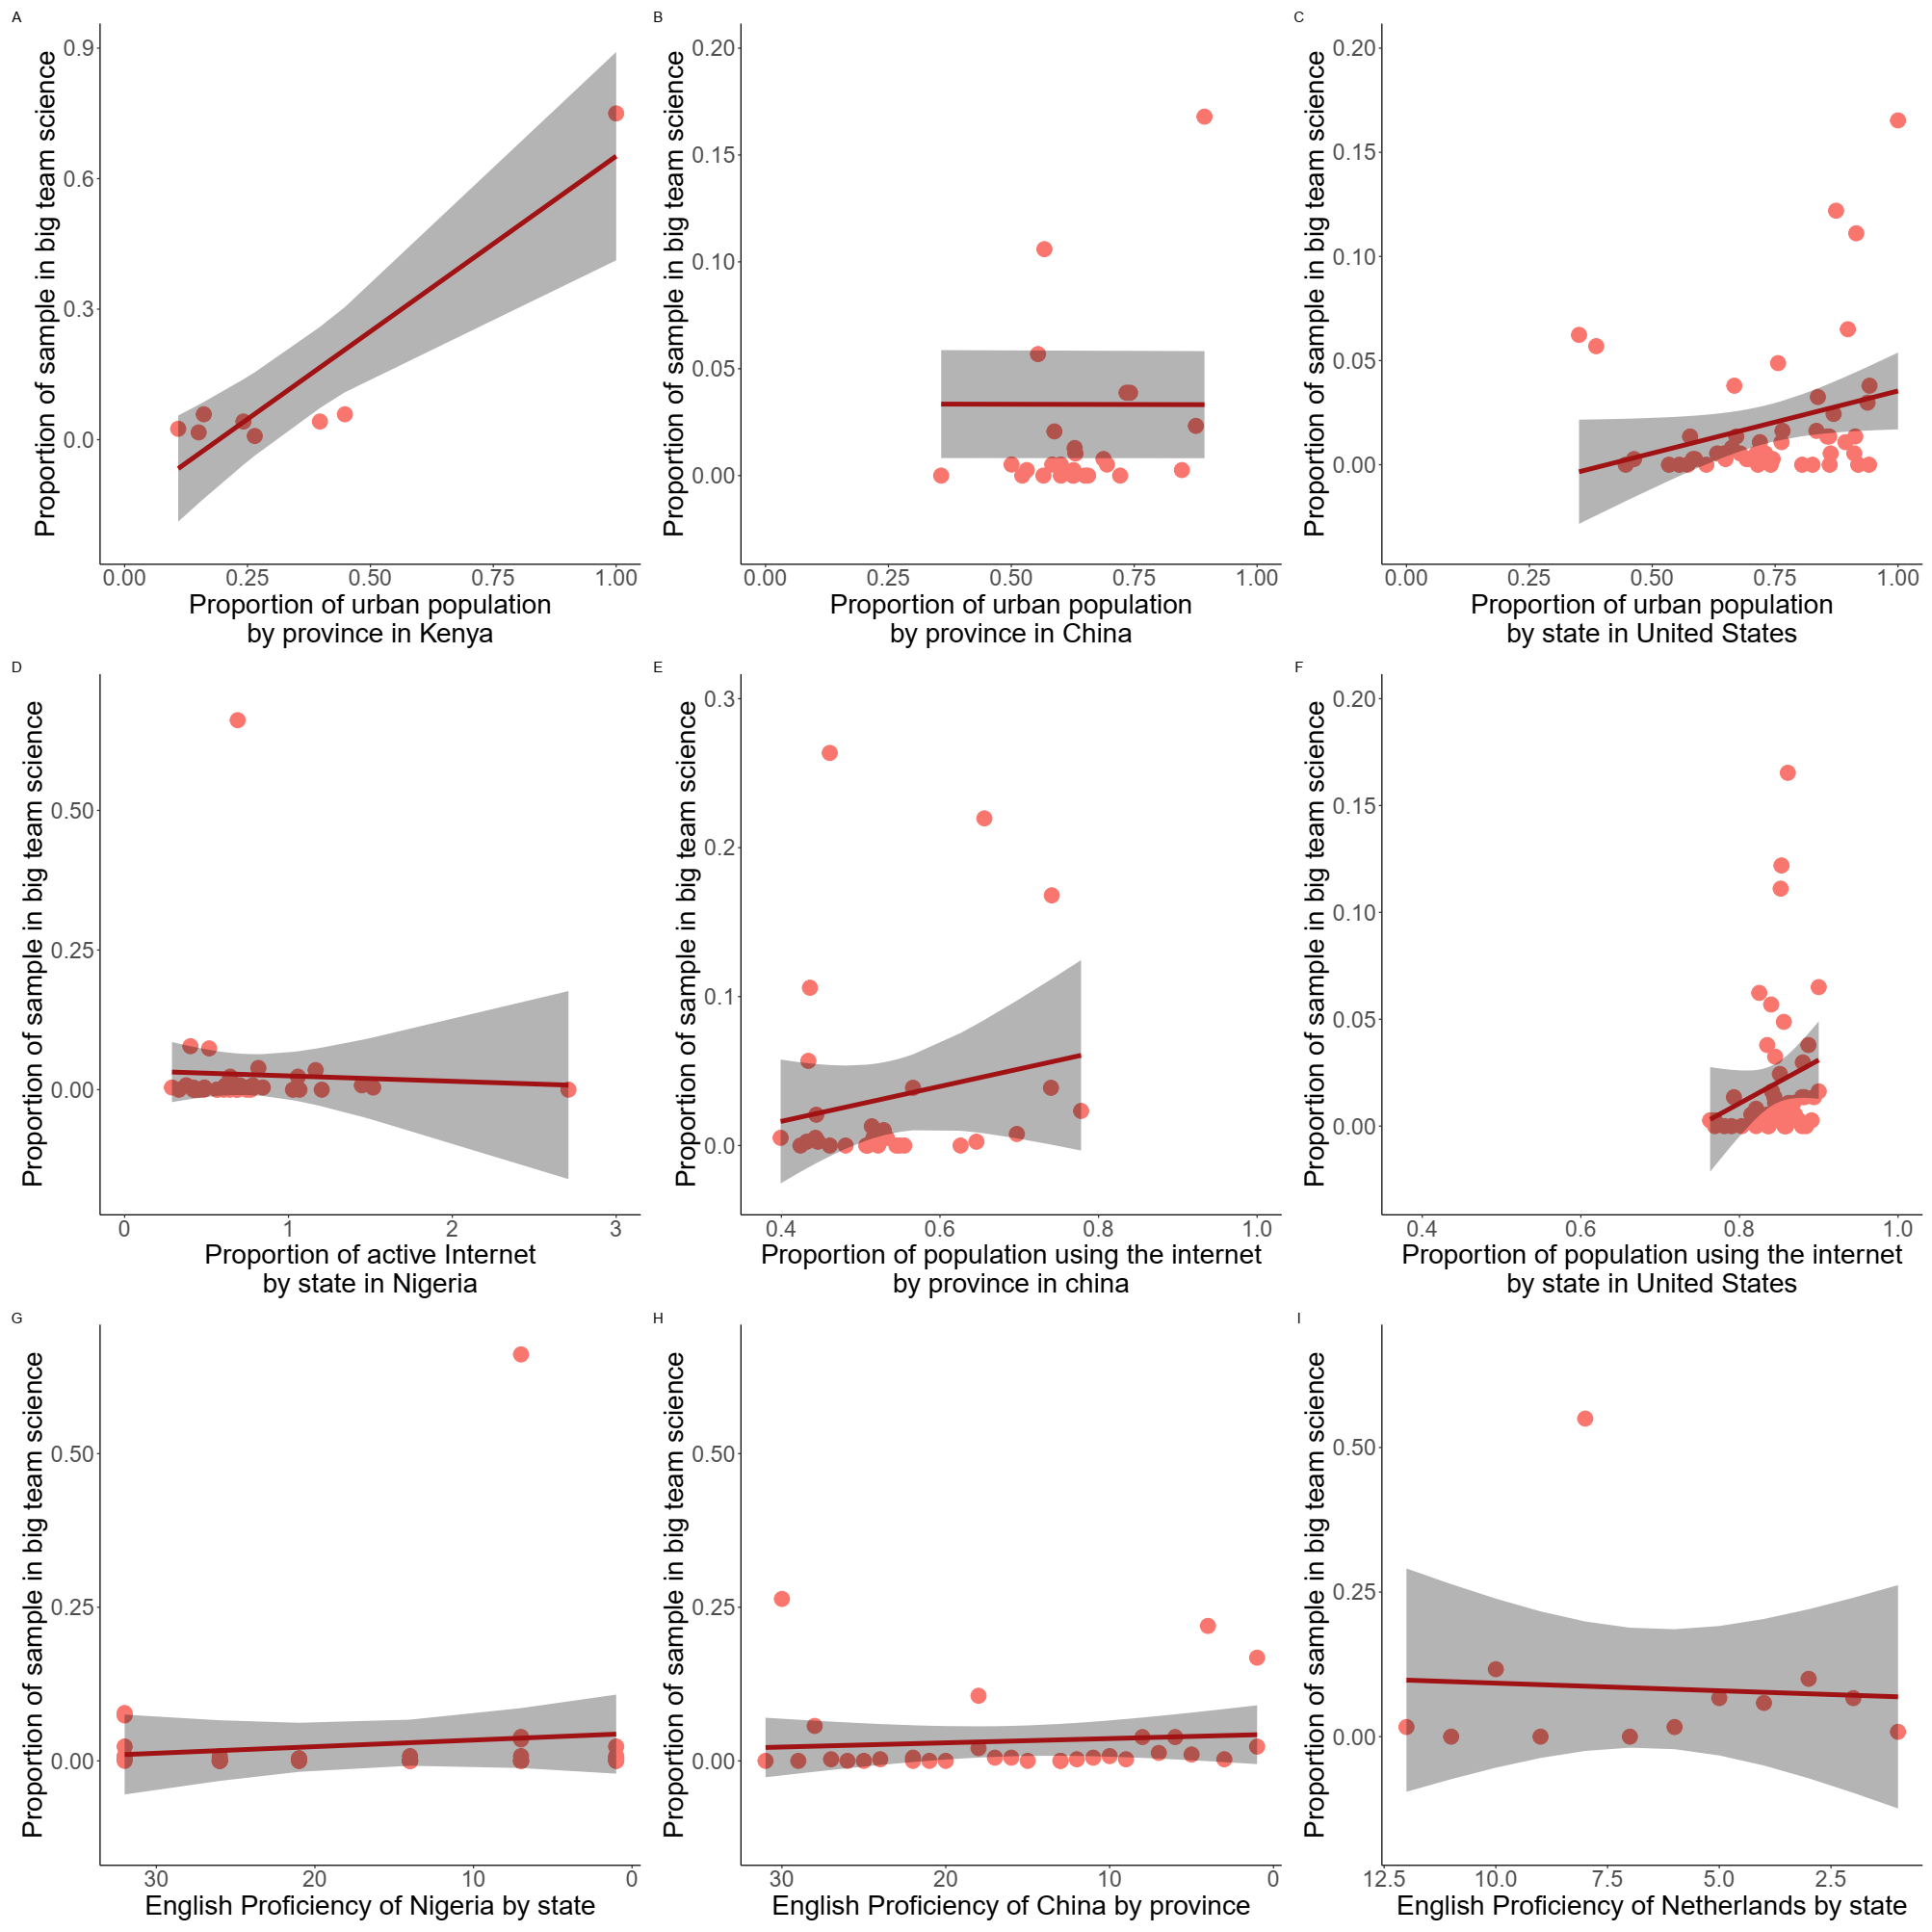 A
Proportion of sample in big team science
0.9
0.6
0.3
0.0
0.00 0.25 0.50 0.75 1.00
Proportion of urban population
by province in Kenya
B
Proportion of sample in big team science
0.20
0.15
0.10
0.05
0.00
0.00 0.25 0.50 0.75 1.00
Proportion of urban population
by province in China
C
Proportion of sample in big team science
0.20
0.15
0.10
0.05
0.00
0.00 0.25 0.50 0.75 1.00
Proportion of urban population
by state in United States
D
Proportion of sample in big team science
0.50
0.25
0.00
0 1 2 3
Proportion of active Internet
by state in Nigeria
E
Proportion of sample in big team science
0.3
0.2
0.1
0.0
0.4 0.6 0.8 1.0
Proportion of population using the internet
by province in china
F
Proportion of sample in big team science
0.20
0.15
0.10
0.05
0.00
0.4 0.6 0.8 1.0
Proportion of population using the internet
by state in United States
G
Proportion of sample in big team science
0.50
0.25
0.00
30 20 10 0
English Proficiency of Nigeria by state
H
Proportion of sample in big team science
0.50
0.25
0.00
30 20 10 0
English Proficiency of China by province
I
Proportion of sample in big team science
0.50
0.25
0.00
12.5 10.0 7.5 5.0 2.5
English Proficiency of Netherlands by state